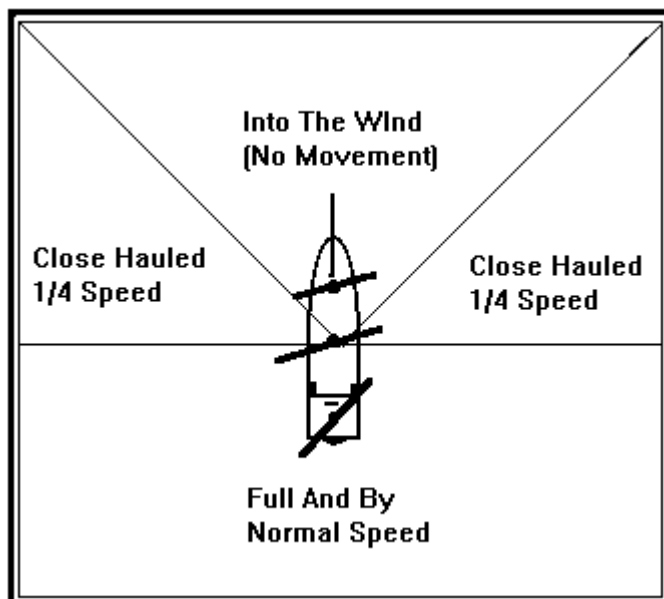 Into The WInd
(No Movement)
Close Hauled
1/4 Speed
Close Hauled
1/4 Speed
Full And By
Normal Speed